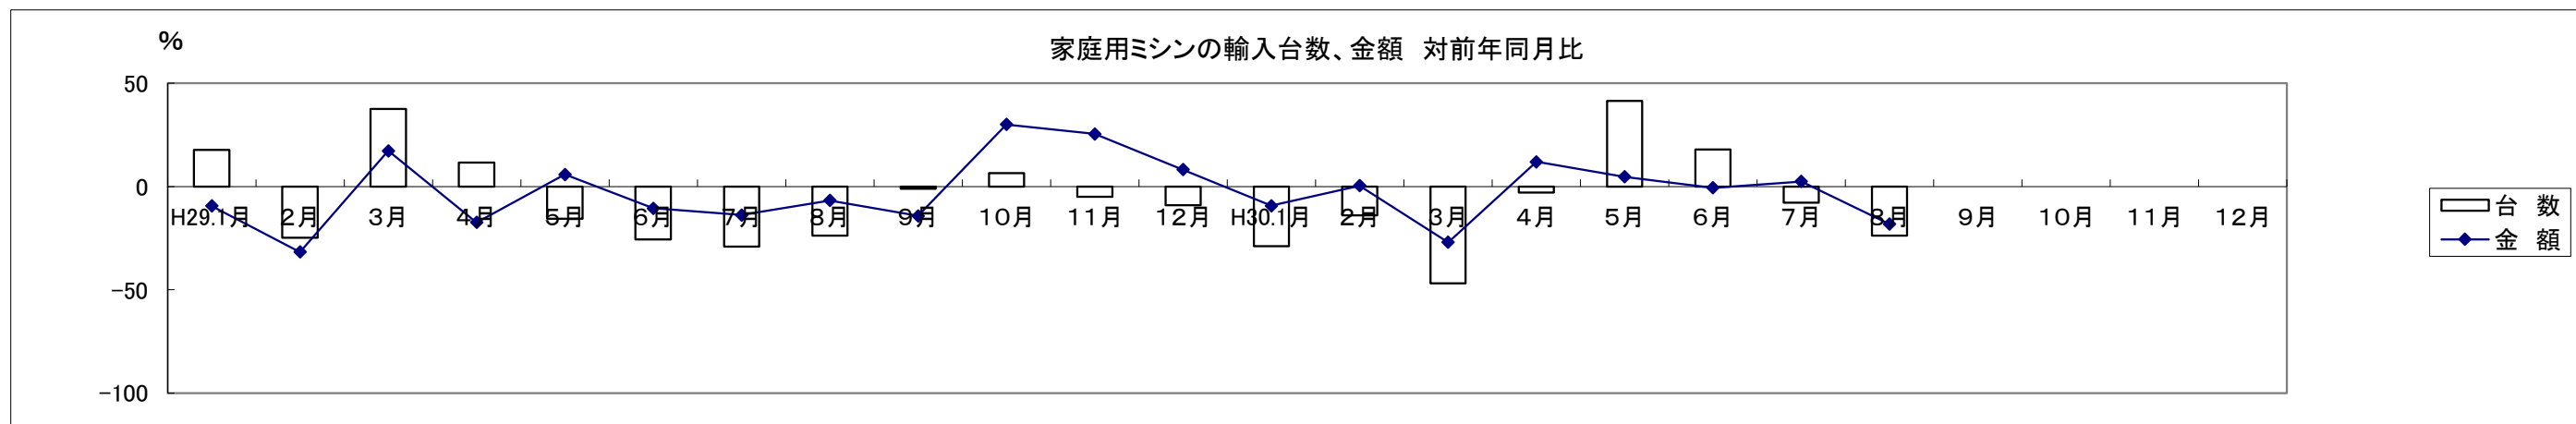 %
家庭用ミシンの輸入台数、金額　対前年同月比
50
0
-50
-100
H29.1月 2月 3月 4月 5月 6月 7月 8月 9月 10月 11月 12月 H30.1月 2月 3月 4月 5月 6月 7月 8月 9月 10月 11月 12月
台　数
金　額